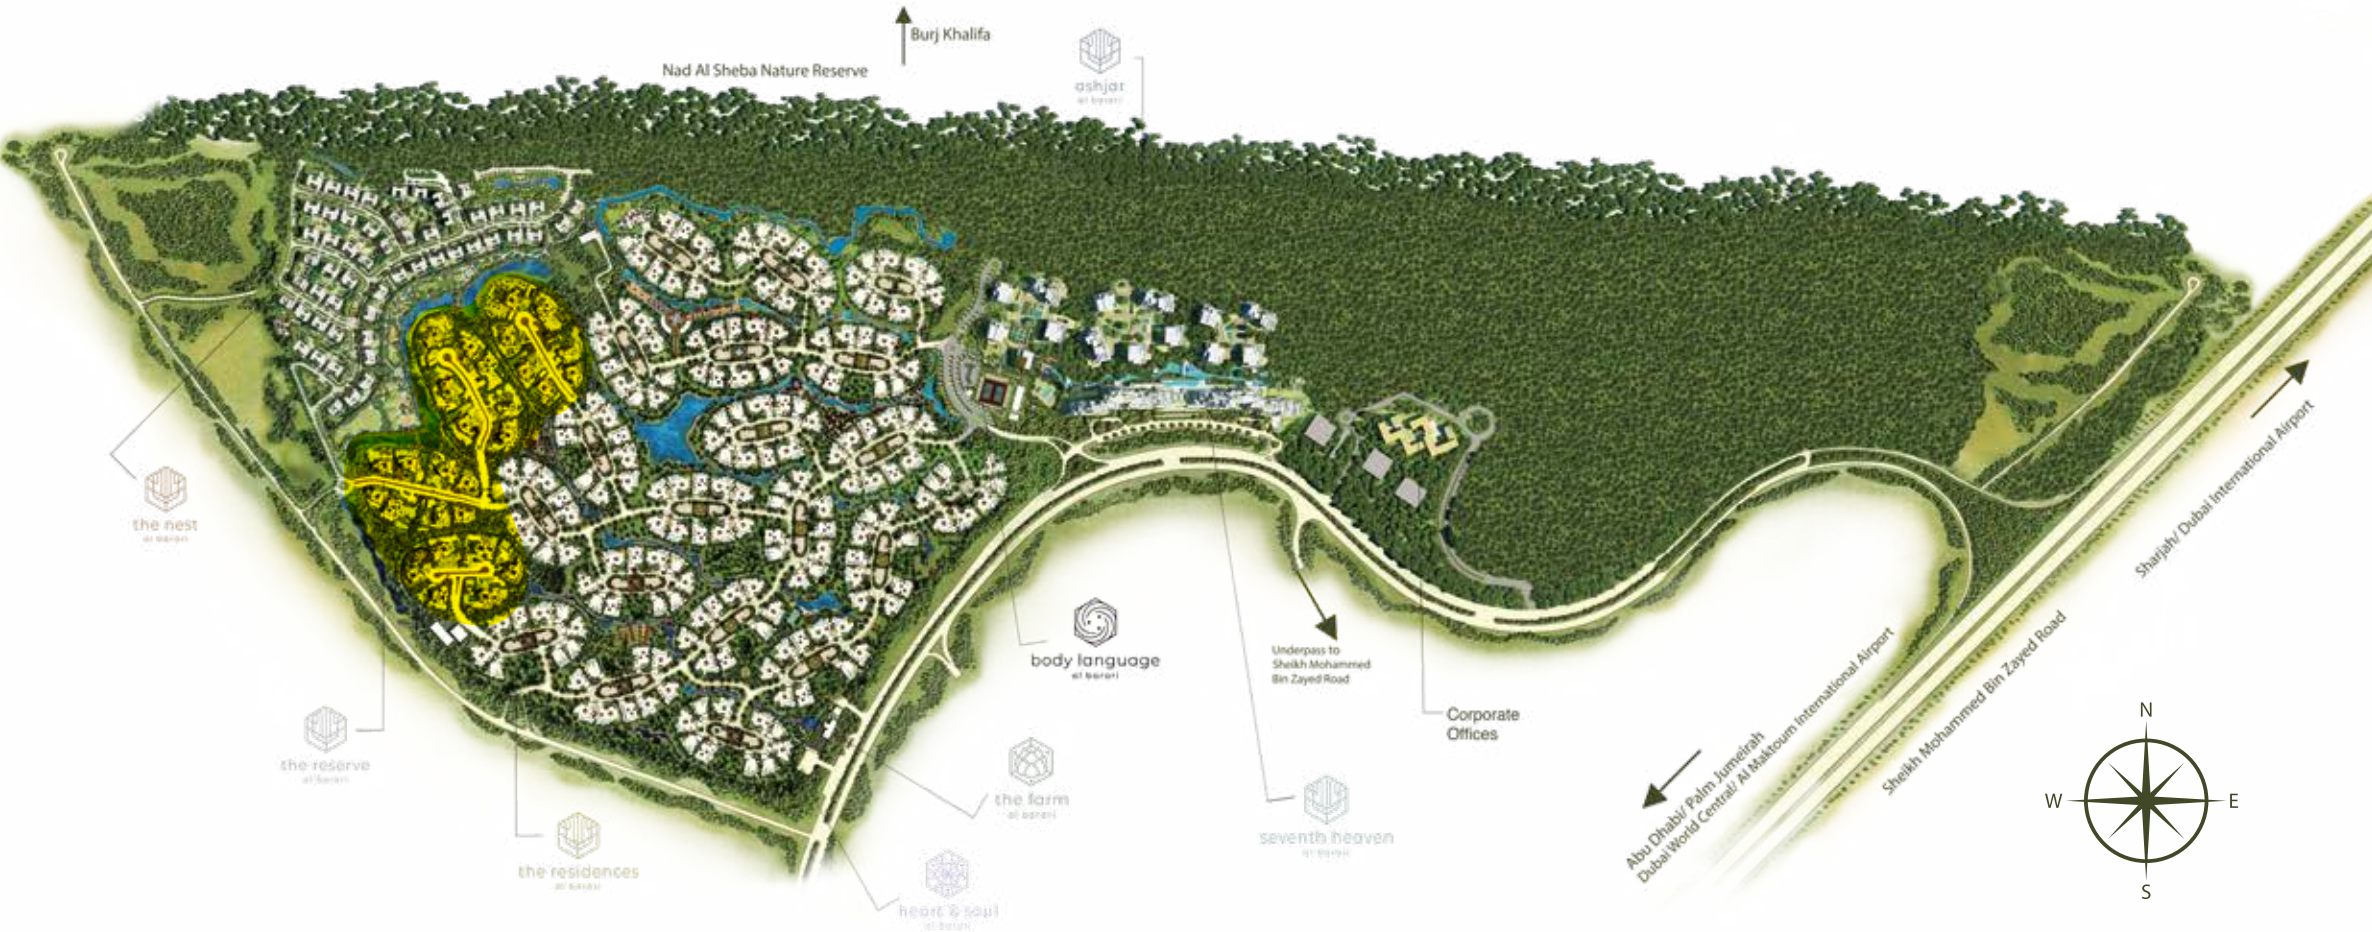 Burj Khalifa
Nad Al Sheba Nature Reserve
ashjar
al barari
the nest
al barari
Sharjah/ Dubai International Airport
body language
al barari
Underpass to
Sheikh Mohammed
Bin Zayed Road
Corporate
Offices
Sheikh Mohammed Bin Zayed Road
Abu Dhabi/ Palm Jumeirah
Dubai World Central/ Al Maktoum International Airport
the reserve
al barari
the farm
al barari
seventh heaven
al barari
the residences
al barari
heart & soul
al barari
N
W
E
S